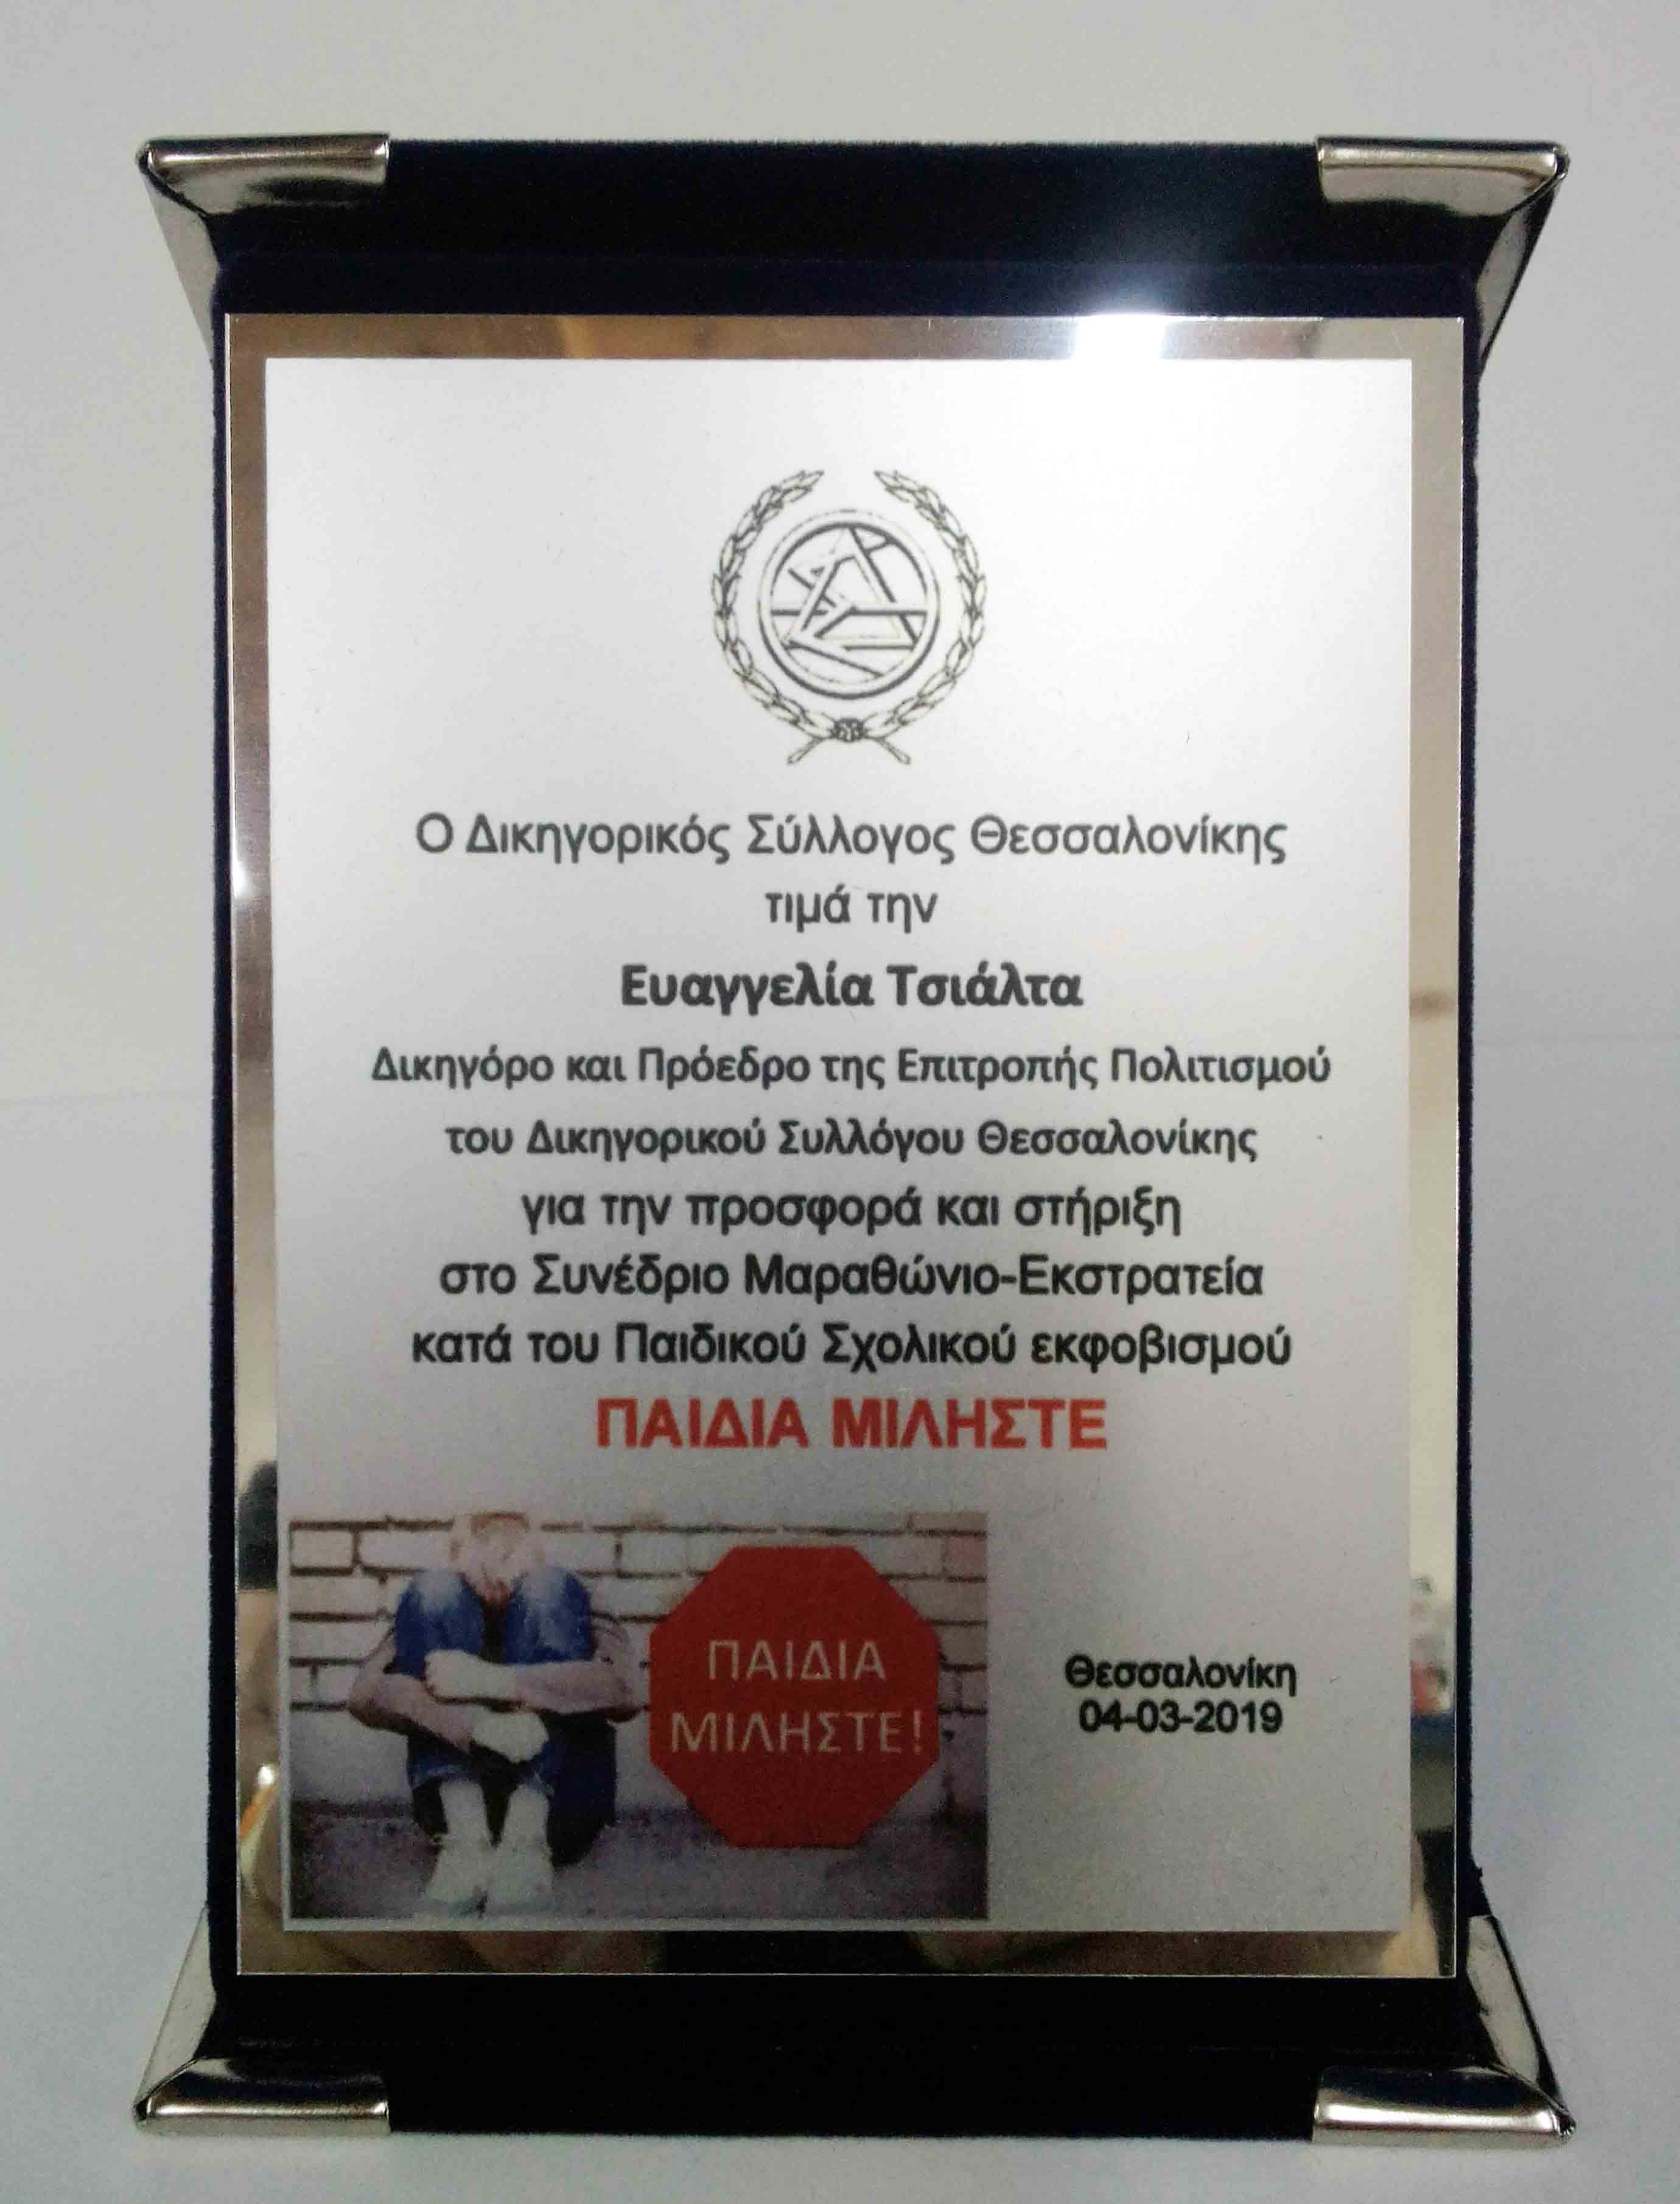 Ο Δικηγορικός Σύλλογος Θεσσαλονίκης
τιμά την
Ευαγγελία Τσιάλτα
Δικηγόρο και Πρόεδρο της Επιτροπής Πολιτισμού
του Δικηγορικού Συλλόγου Θεσσαλονίκης
για την προσφορά και στήριξη
στο Συνέδριο Μαραθώνιο-Εκστρατεία
κατά του Παιδικού Σχολικού εκφοβισμού
ΠΑΙΔΙΑ ΜΙΛΗΣΤΕ
ΠΑΙΔΙΑ
ΜΙΛΗΣΤΕ!
Θεσσαλονίκη
04-03-2019